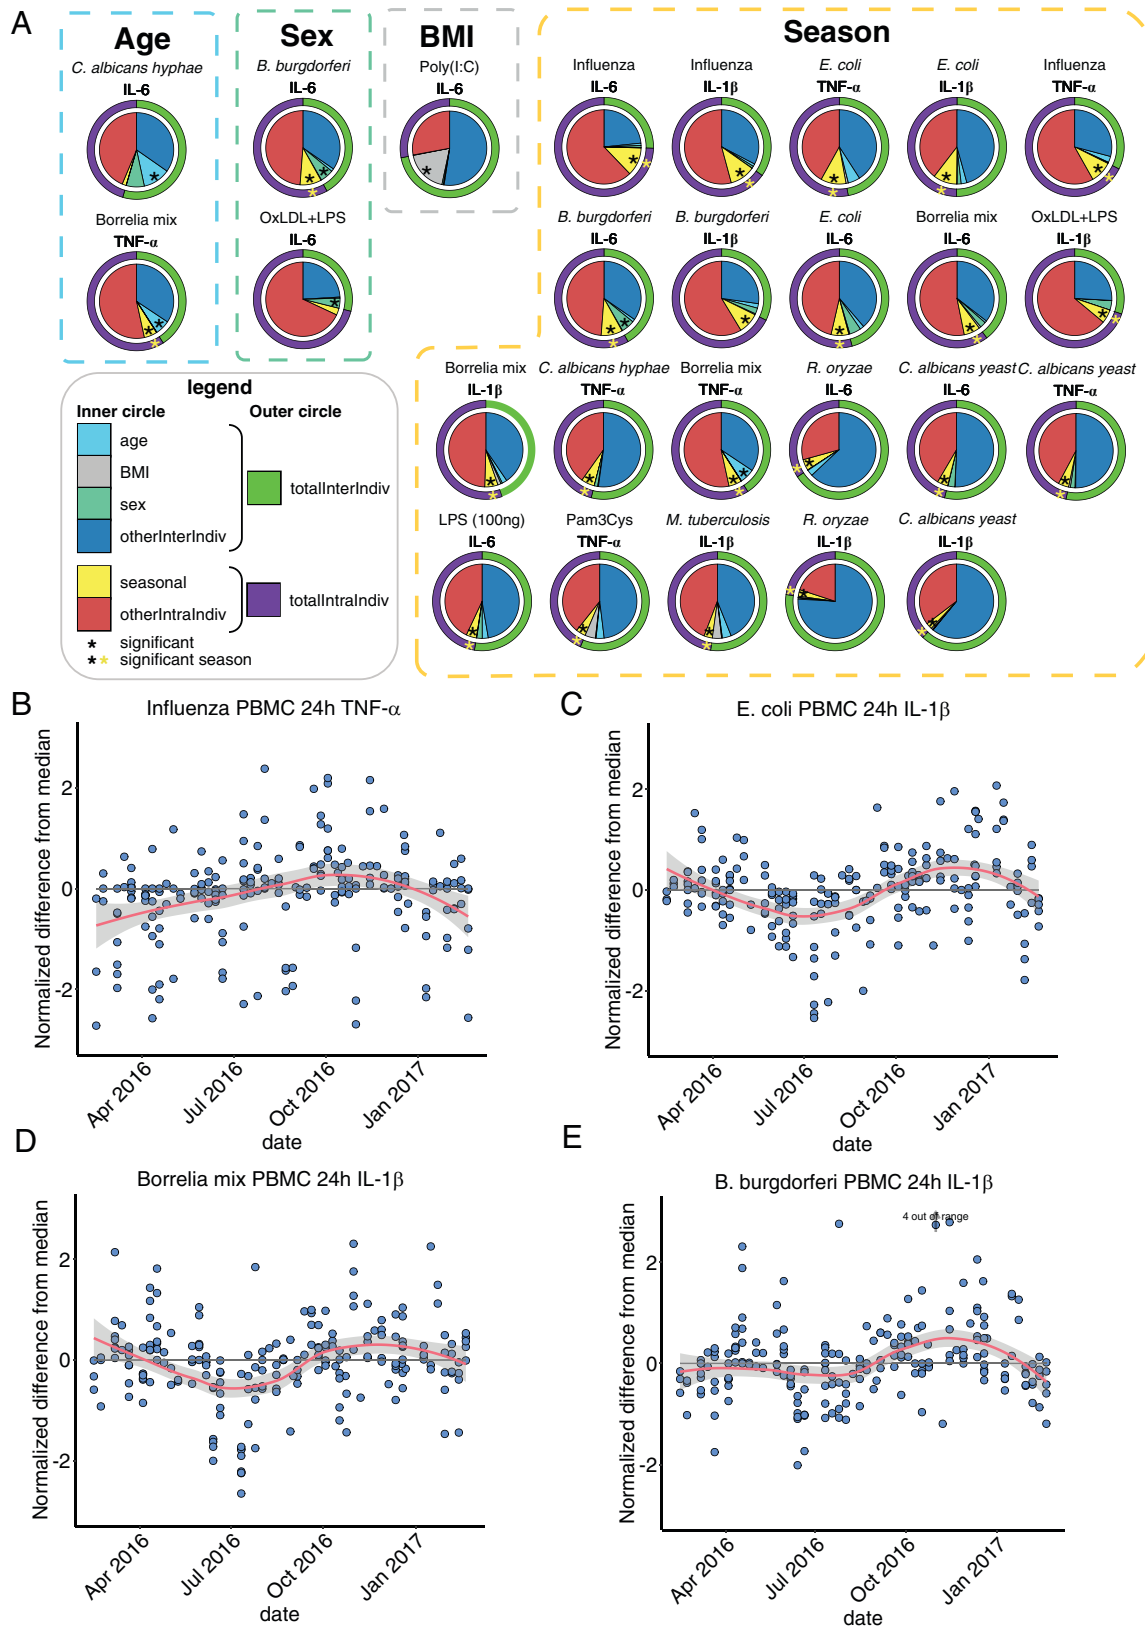 A
Age
Sex
BMI
Season
C. albicans hyphae
IL-6
B. burgdorferi
IL-6
Poly(I:C)
IL-6
Influenza
IL-6
Influenza
IL-1β
E. coli
TNF-α
E. coli
IL-1β
Influenza
TNF-α
Borrelia mix
TNF-α
OxLDL+LPS
IL-6
B. burgdorferi
IL-6
B. burgdorferi
IL-1β
E. coli
IL-6
Borrelia mix
IL-6
OxLDL+LPS
IL-1β
Borrelia mix
IL-1β
C. albicans hyphae
TNF-α
Borrelia mix
TNF-α
R. oryzae
IL-6
C. albicans yeast
IL-6
C. albicans yeast
TNF-α
LPS (100ng)
IL-6
Pam3Cys
TNF-α
M. tuberculosis
IL-1β
R. oryzae
IL-1β
C. albicans yeast
IL-1β
legend
Inner circle
Outer circle
age
BMI
sex
otherInterIndiv
totalInterIndiv
seasonal
otherIntraIndiv
totalIntraIndiv
* significant
* * significant season
B
Influenza PBMC 24h TNF-α
Normalized difference from median
2
0
-2
Apr 2016
Jul 2016
Oct 2016
Jan 2017
date
C
E. coli PBMC 24h IL-1β
Normalized difference from median
2
0
-2
Apr 2016
Jul 2016
Oct 2016
Jan 2017
date
D
Borrelia mix PBMC 24h IL-1β
Normalized difference from median
2
0
-2
Apr 2016
Jul 2016
Oct 2016
Jan 2017
date
E
B. burgdorferi PBMC 24h IL-1β
4 out of range
Normalized difference from median
2
0
-2
Apr 2016
Jul 2016
Oct 2016
Jan 2017
date